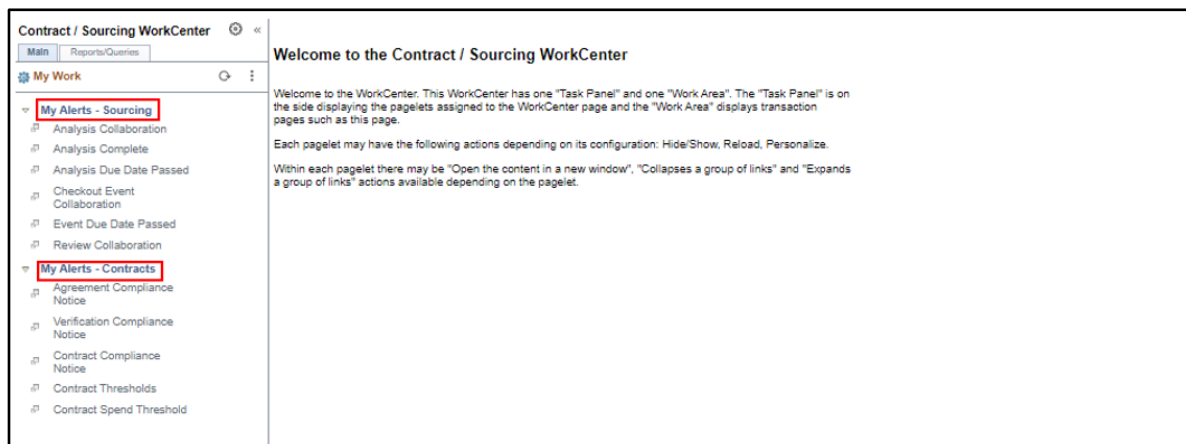 Contract / Sourcing WorkCenter
Main
Reports/Queries
My Work
My Alerts - Sourcing
Analysis Collaboration
Analysis Complete
Analysis Due Date Passed
Checkout Event
Collaboration
Event Due Date Passed
Review Collaboration
My Alerts - Contracts
Agreement Compliance
Notice
Verification Compliance
Notice
Contract Compliance
Notice
Contract Thresholds
Contract Spend Threshold
Welcome to the Contract / Sourcing WorkCenter
Welcome to the WorkCenter. This WorkCenter has one "Task Panel" and one "Work Area". The "Task Panel" is on
the side displaying the pagelets assigned to the WorkCenter page and the "Work Area" displays transaction
pages such as this page.
Each pagelet may have the following actions depending on its configuration: Hide/Show, Reload, Personalize.
Within each pagelet there may be "Open the content in a new window", "Collapses a group of links" and "Expands
a group of links" actions available depending on the pagelet.